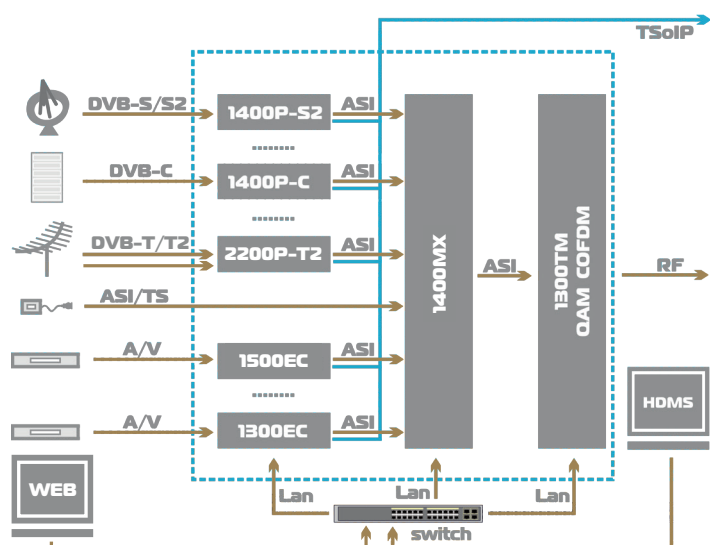 TSoIP
DVB-S/S2
1400P-S2
ASI
DVB-C
1400P-C
ASI
DVB-T/T2
2200P-T2
ASI
1400MX
ASI
1300TM
QAM COFDM
RF
ASI/TS
A/V
1500EC
ASI
A/V
1300EC
ASI
HDMS
WEB
Lan
Lan
Lan
switch